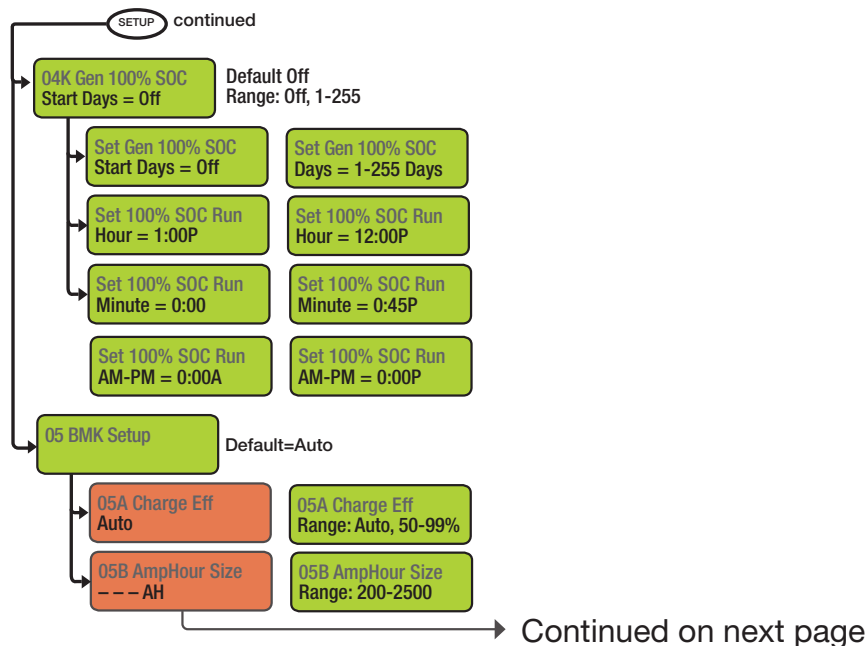 SETUP continued
04K Gen 100% SOC
Start Days = Off
Default Off
Range: Off, 1-255
Set Gen 100% SOC
Start Days = Off
Set Gen 100% SOC
Days = 1-255 Days
Set 100% SOC Run
Hour = 1:00P
Set 100% SOC Run
Hour = 12:00P
Set 100% SOC Run
Minute = 0:00
Set 100% SOC Run
Minute = 0:45P
Set 100% SOC Run
AM-PM = 0:00A
Set 100% SOC Run
AM-PM = 0:00P
05 BMK Setup
Default=Auto
05A Charge Eff
Auto
05A Charge Eff
Range: Auto, 50-99%
05B AmpHour Size
– – – AH
05B AmpHour Size
Range: 200-2500
Continued on next page